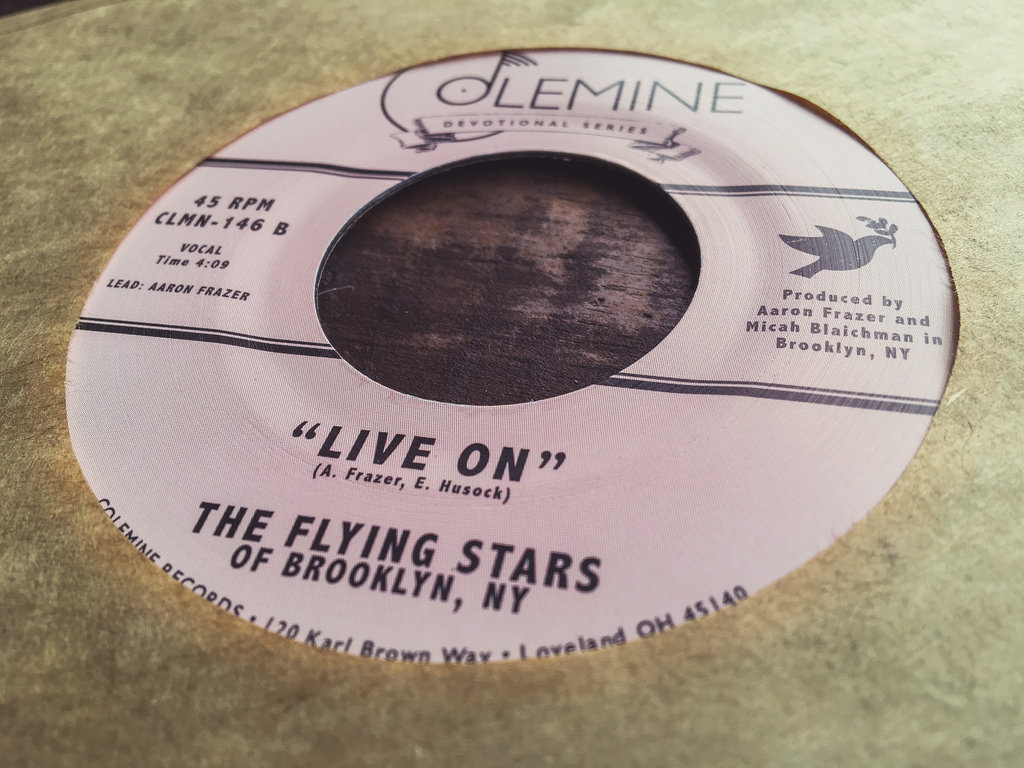 COLEMINE
DEVOTIONAL SERIES
45 RPM
CLMN-146 B
VOCAL
Time 4:09
LEAD: AARON FRAZER
Produced by
Aaron Frazer and
Micah Blaichman in
Brooklyn, NY
“LIVE ON”
(A. Frazer, E. Husock)
THE FLYING STARS
OF BROOKLYN, NY
COLEMINE RECORDS • 120 Karl Brown Way • Loveland OH 45140